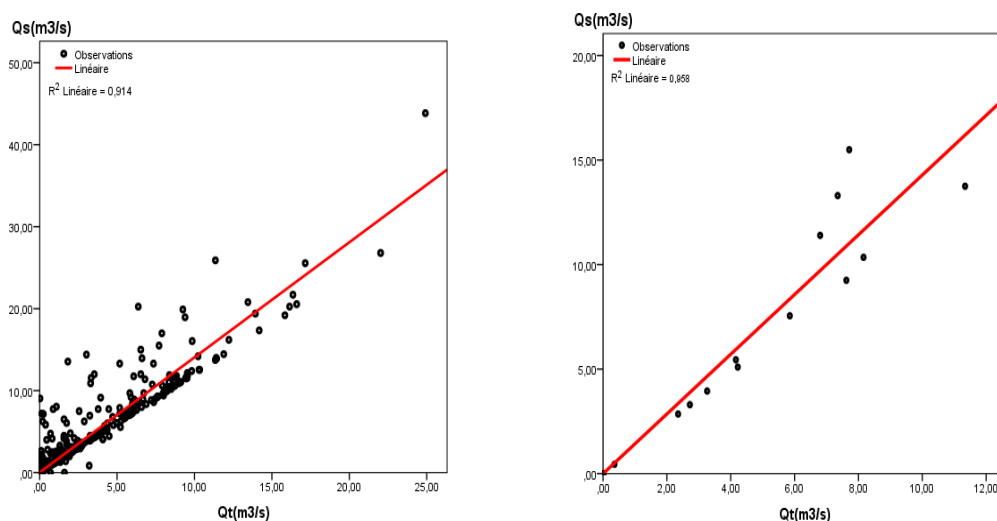 Qs(m3/s)
50,00
40,00
30,00
20,00
10,00
,00
Observations
Linéaire
R² Linéaire = 0,914
,00 5,00 10,00 15,00 20,00 25,00
Qt(m3/s)
Qs(m3/s)
20,00
15,00
10,00
5,00
,00
Observations
Linéaire
R² Linéaire = 0,958
,00 2,00 4,00 6,00 8,00 10,00 12,00
Qt(m3/s)